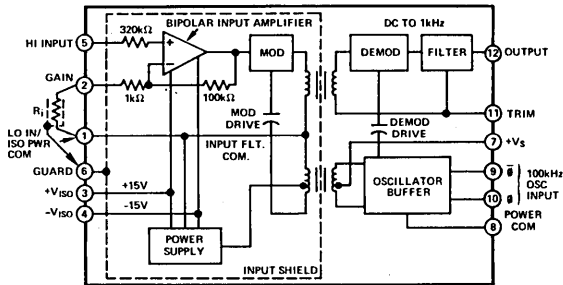 BIPOLAR INPUT AMPLIFIER
DC TO 1kHz
HI INPUT 5
320kΩ
+
−
MOD
DEMOD
FILTER
12 OUTPUT
GAIN 2
1kΩ
100kΩ
Ri
MOD
DRIVE
DEMOD
DRIVE
11
TRIM
LO IN/
ISO PWR
COM
1
INPUT FLT.
COM.
7 +VS
6
GUARD
OSCILLATOR
BUFFER
9 ø̅
10 ø
100kHz
OSC
INPUT
+VISO 3
+15V
−VISO 4
-15V
8
POWER
COM
POWER
SUPPLY
INPUT SHIELD